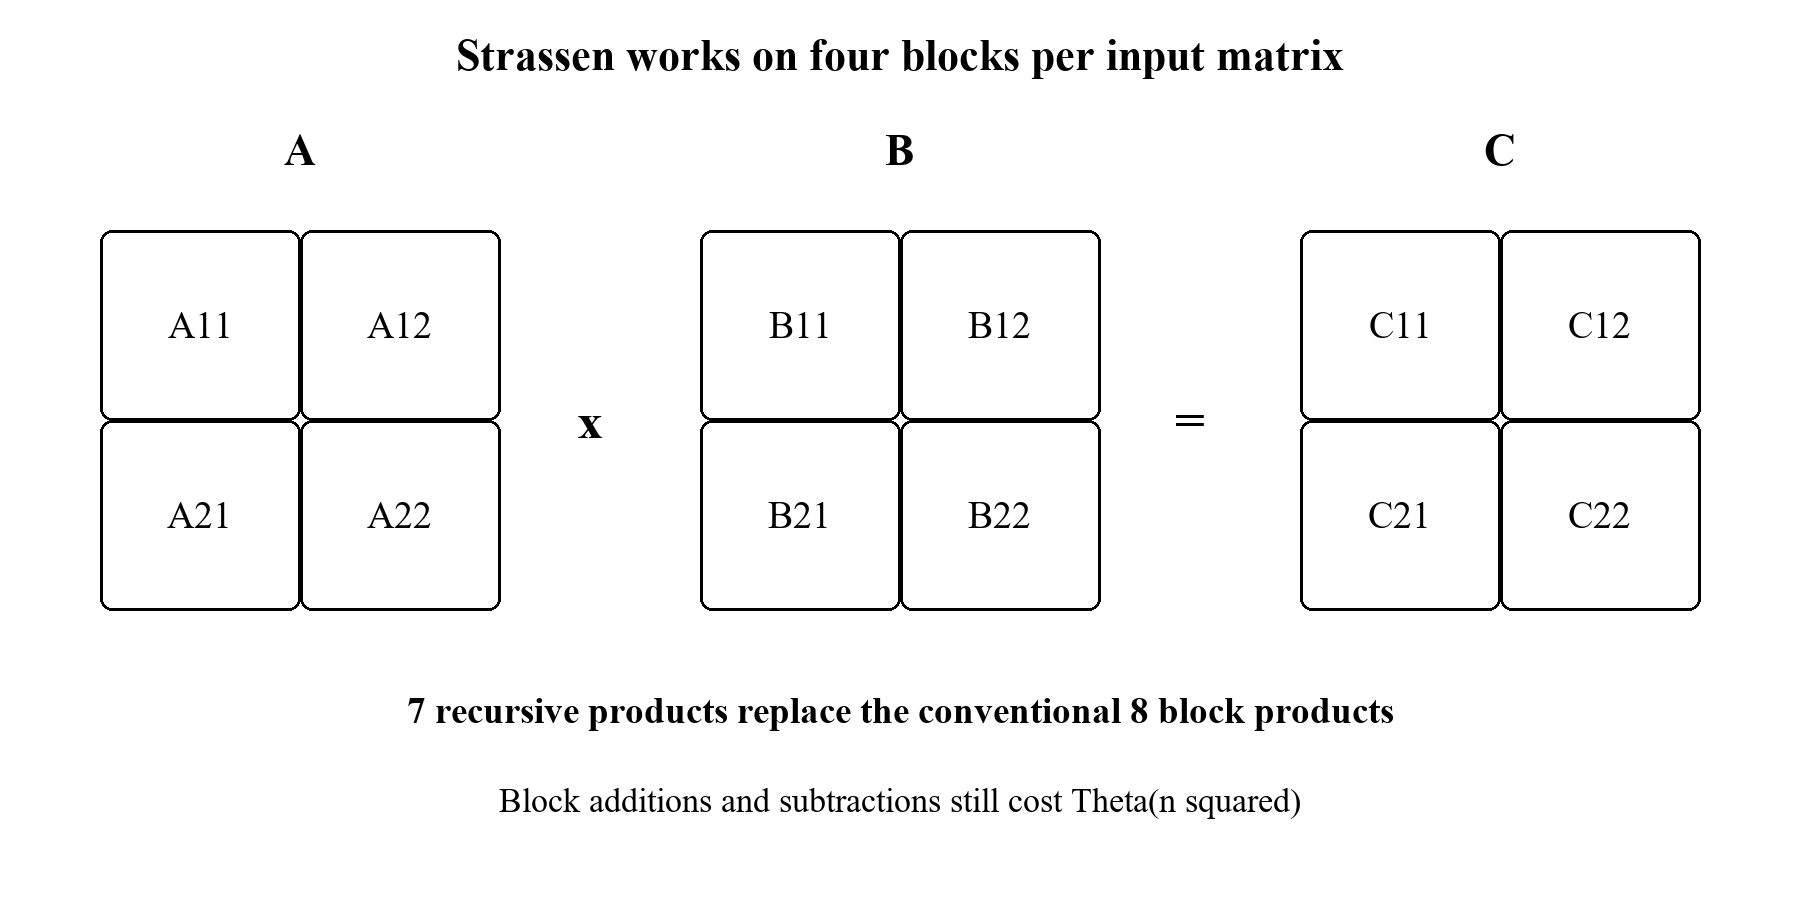 Strassen works on four blocks per input matrix
A B C
A11 A12 B11 B12 C11 C12
x =
A21 A22 B21 B22 C21 C22
7 recursive products replace the conventional 8 block products
Block additions and subtractions still cost Theta(n squared)